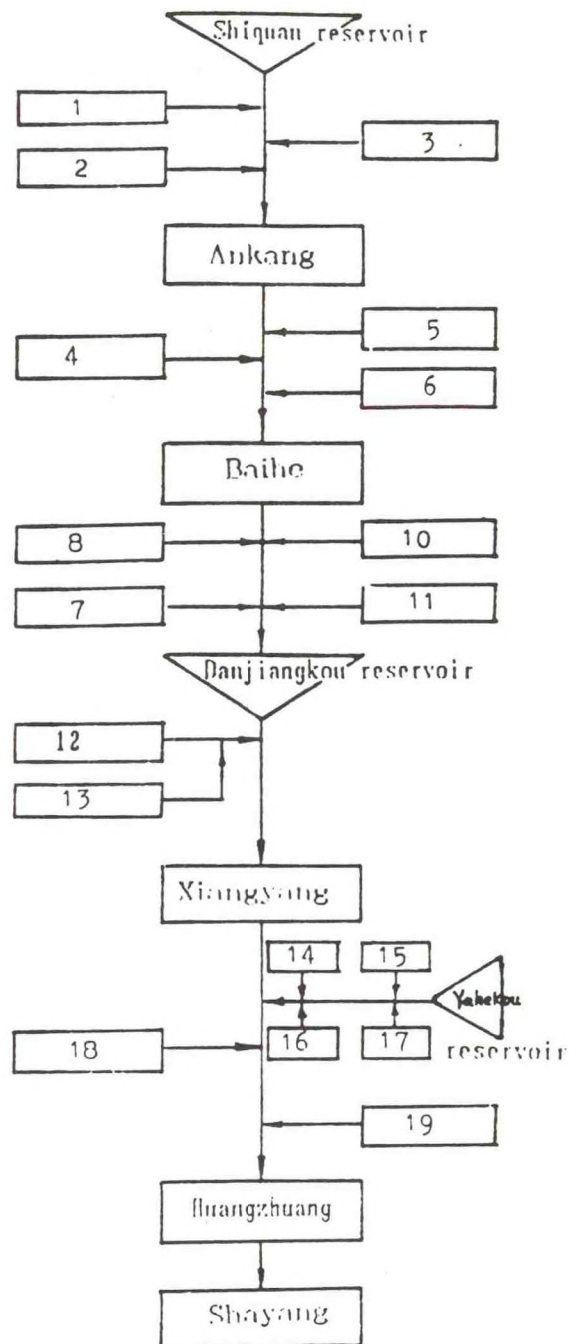 Shiquan reservoir
1
3
2
Ankang
5
4
6
Baihe
8
10
7
11
Danjiangkou reservoir
12
13
Xiangyang
14
15
Yahekou
reservoir
16
17
18
19
Huangzhuang
Shayang